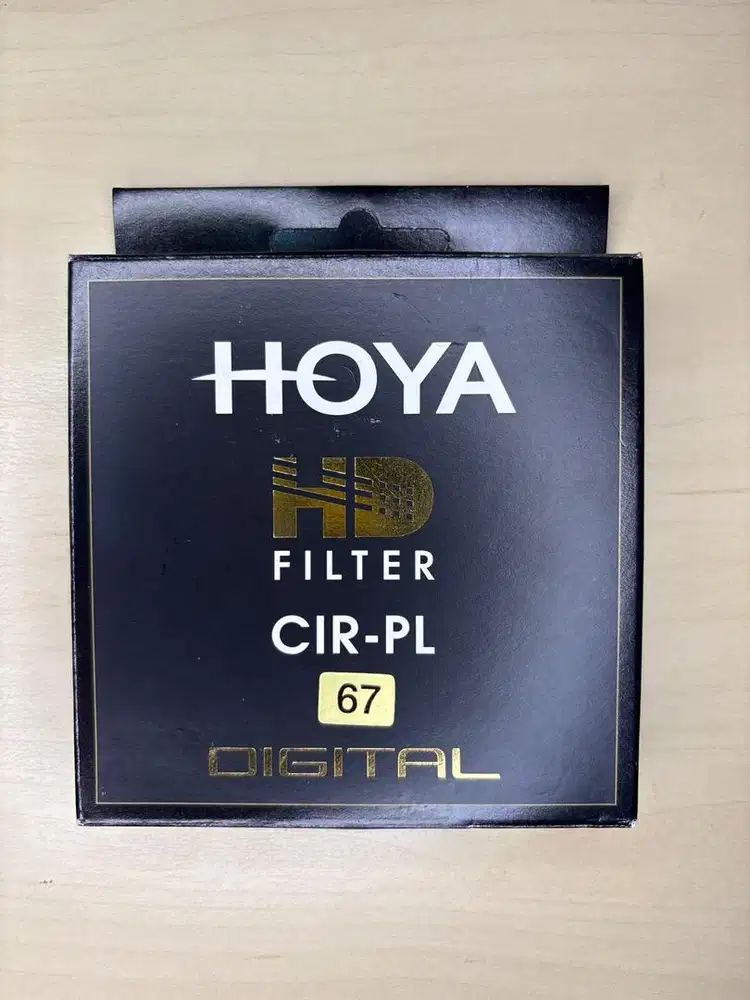 HOYA
HD
FILTER
CIR-PL
67
DIGITAL